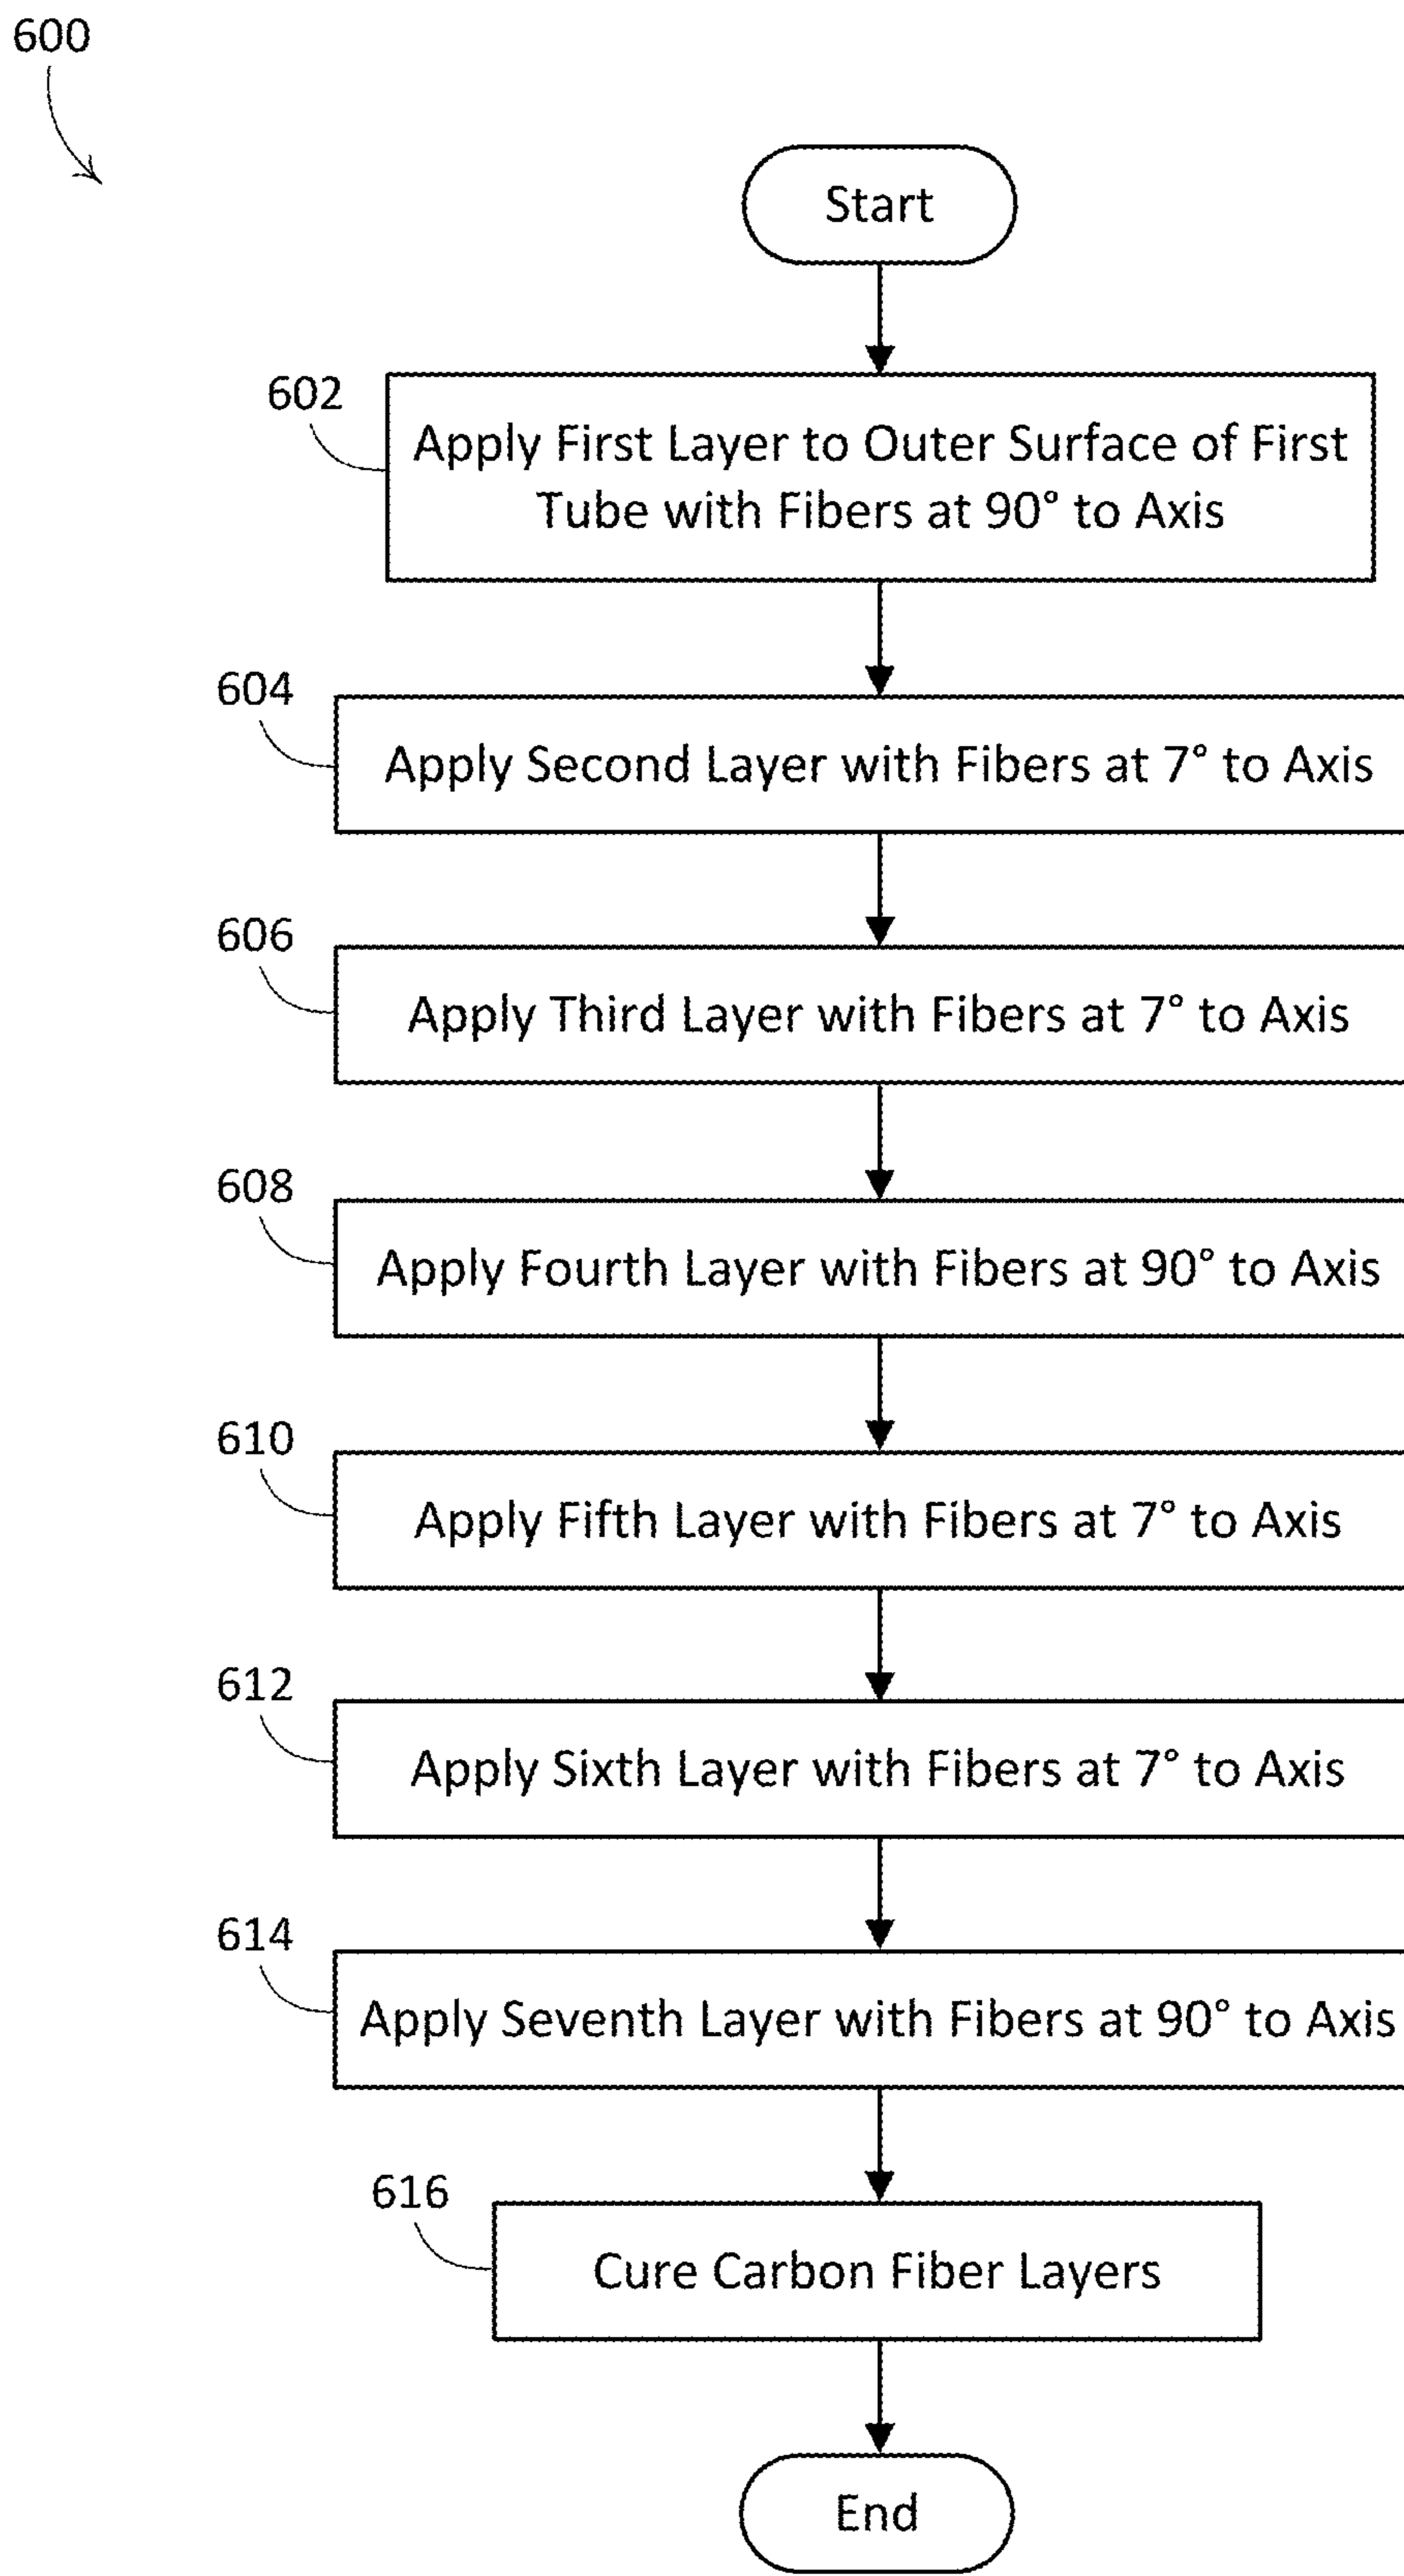 600
Start
602
Apply First Layer to Outer Surface of First
Tube with Fibers at 90° to Axis
604
Apply Second Layer with Fibers at 7° to Axis
606
Apply Third Layer with Fibers at 7° to Axis
608
Apply Fourth Layer with Fibers at 90° to Axis
610
Apply Fifth Layer with Fibers at 7° to Axis
612
Apply Sixth Layer with Fibers at 7° to Axis
614
Apply Seventh Layer with Fibers at 90° to Axis
616
Cure Carbon Fiber Layers
End